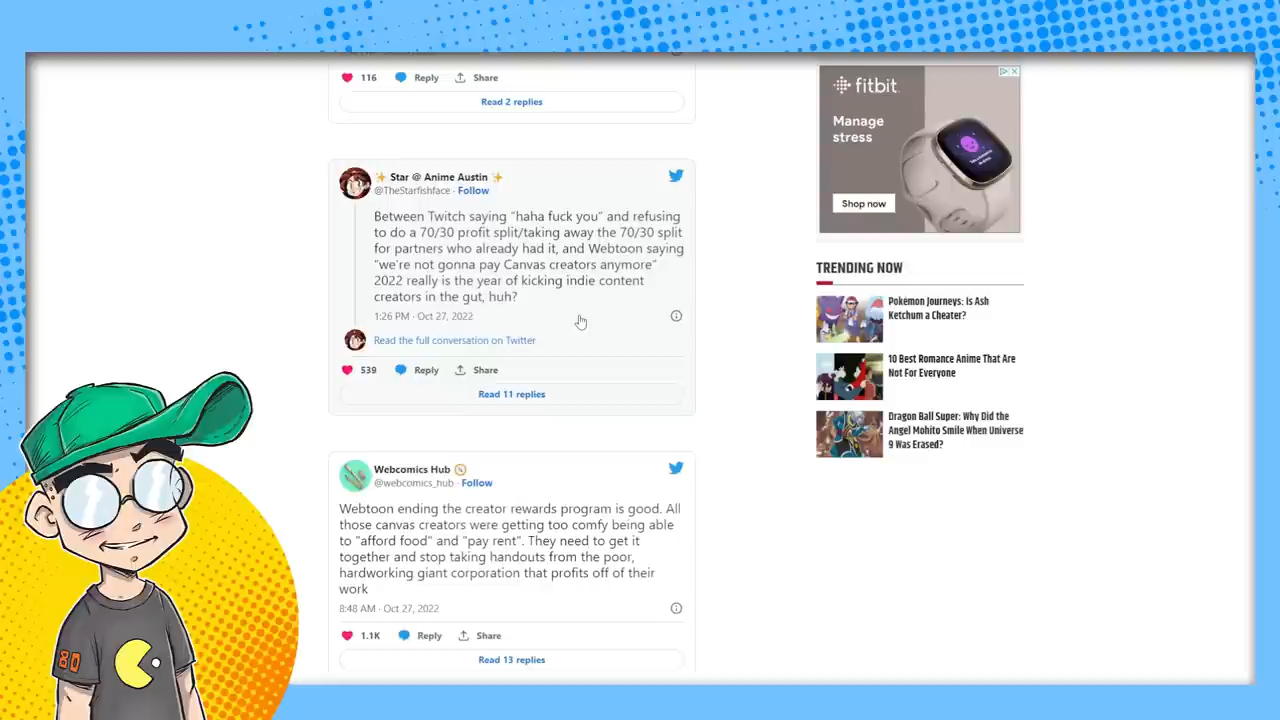 116 Reply Share
Read 2 replies
✨ Star @ Anime Austin ✨
@TheStarfishface · Follow
Between Twitch saying "haha fuck you" and refusing
to do a 70/30 profit split/taking away the 70/30 split
for partners who already had it, and Webtoon saying
"we're not gonna pay Canvas creators anymore"
2022 really is the year of kicking indie content
creators in the gut, huh?
1:26 PM · Oct 27, 2022
Read the full conversation on Twitter
539 Reply Share
Read 11 replies
Webcomics Hub
@webcomics_hub · Follow
Webtoon ending the creator rewards program is good. All
those canvas creators were getting too comfy being able
to "afford food" and "pay rent". They need to get it
together and stop taking handouts from the poor,
hardworking giant corporation that profits off of their
work
8:48 AM · Oct 27, 2022
1.1K Reply Share
Read 13 replies
fitbit
Manage
stress
Shop now
TRENDING NOW
Pokémon Journeys: Is Ash
Ketchum a Cheater?
10 Best Romance Anime That Are
Not For Everyone
Dragon Ball Super: Why Did the
Angel Mohito Smile When Universe
9 Was Erased?
80